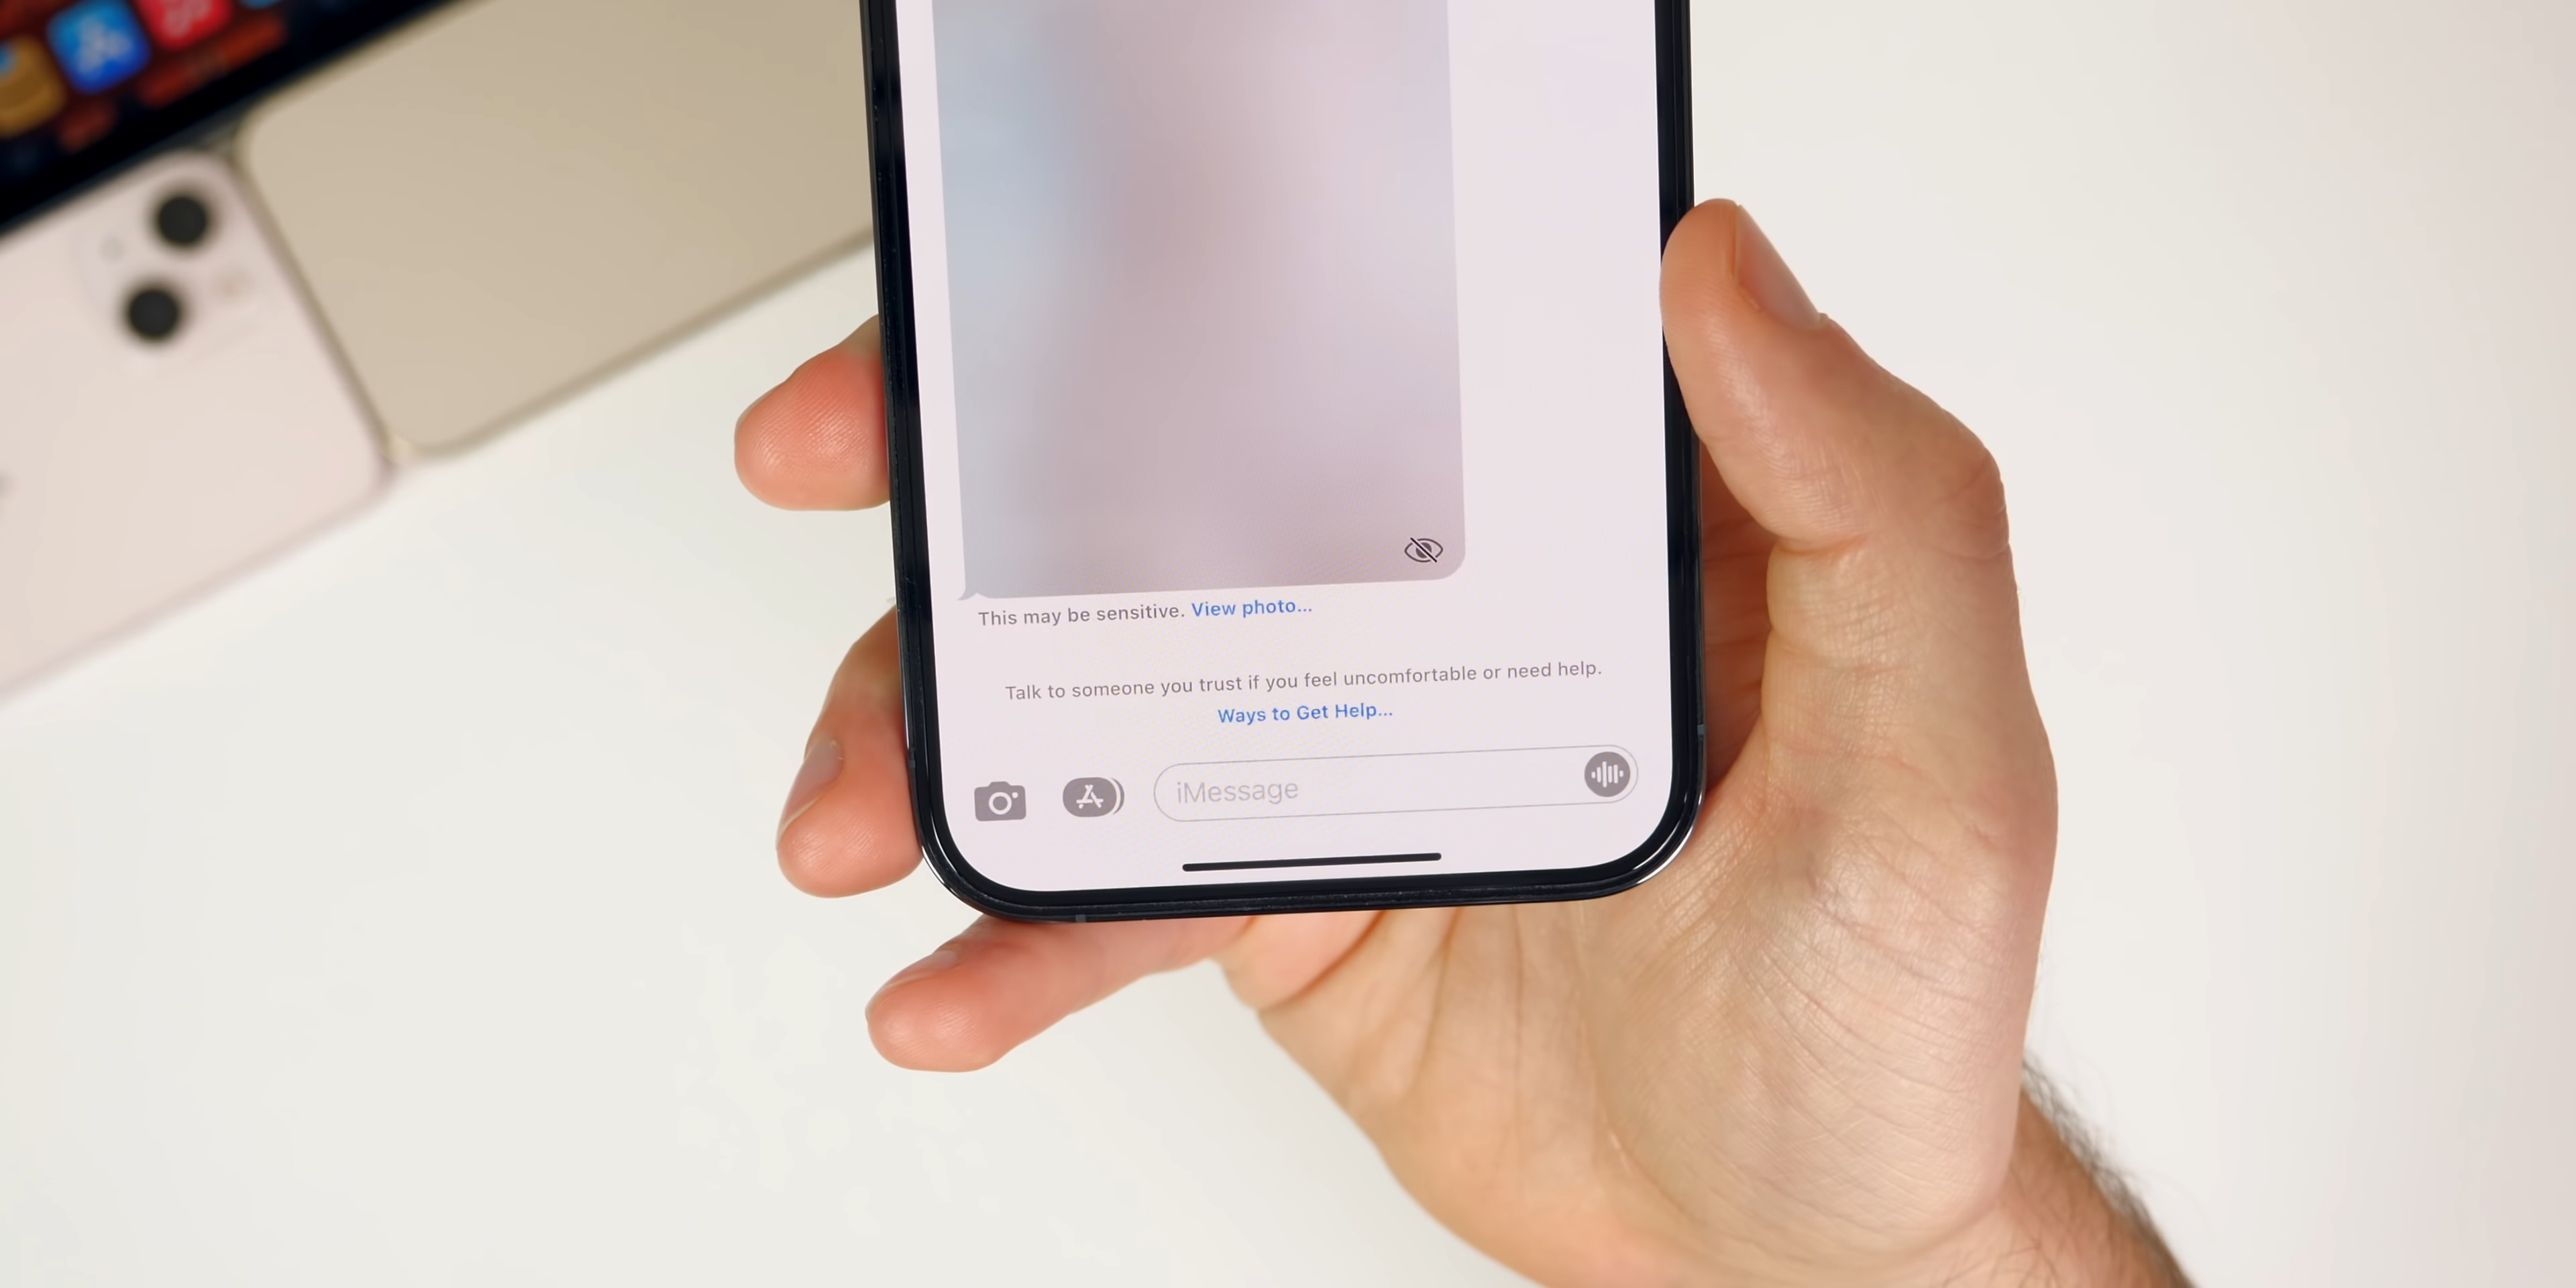 This may be sensitive. View photo...
Talk to someone you trust if you feel uncomfortable or need help.
Ways to Get Help...
iMessage